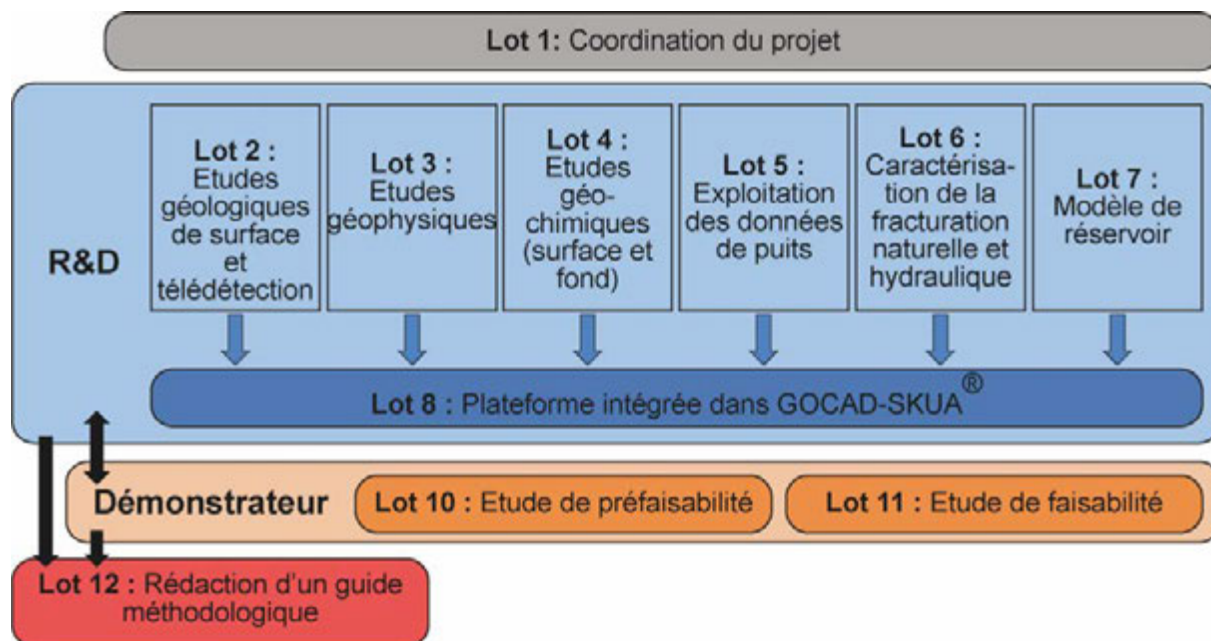 Lot 1: Coordination du projet
R&D
Lot 2 :
Etudes
géologiques
de surface
et
télédétection
Lot 3 :
Etudes
géophysiques
Lot 4 :
Etudes
géo-
chimiques
(surface et
fond)
Lot 5 :
Exploitation
des données
de puits
Lot 6 :
Caractérisa-
tion de la
fracturation
naturelle et
hydraulique
Lot 7 :
Modèle de
réservoir
Lot 8 : Plateforme intégrée dans GOCAD-SKUA®
Démonstrateur
Lot 10 : Etude de préfaisabilité
Lot 11 : Etude de faisabilité
Lot 12 : Rédaction d'un guide
méthodologique